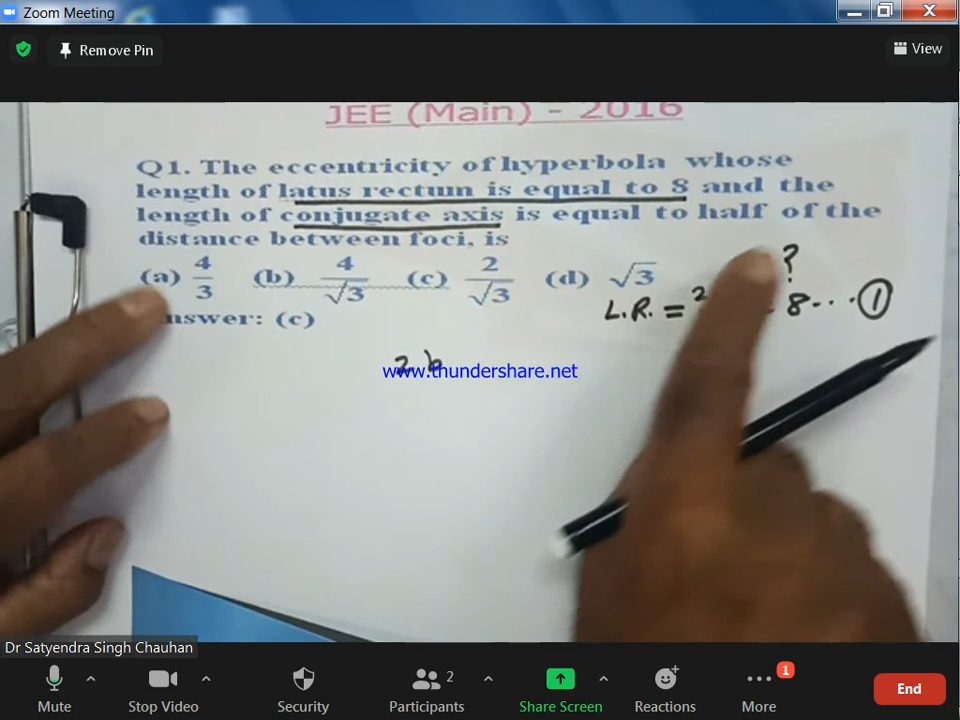 Zoom Meeting
Remove Pin
View
JEE (Main) - 2016
Q1. The eccentricity of hyperbola whose
length of latus rectum is equal to 8 and the
length of conjugate axis is equal to half of the
distance between foci, is
(a) 4/3 (b) 4/√3 (c) 2/√3 (d) √3
?
L.R. = 2 = 8 ... ①
nswer: (c)
2 b
www.thundershare.net
Dr Satyendra Singh Chauhan
Mute
Stop Video
Security
Participants 2
Share Screen
Reactions
More 1
End